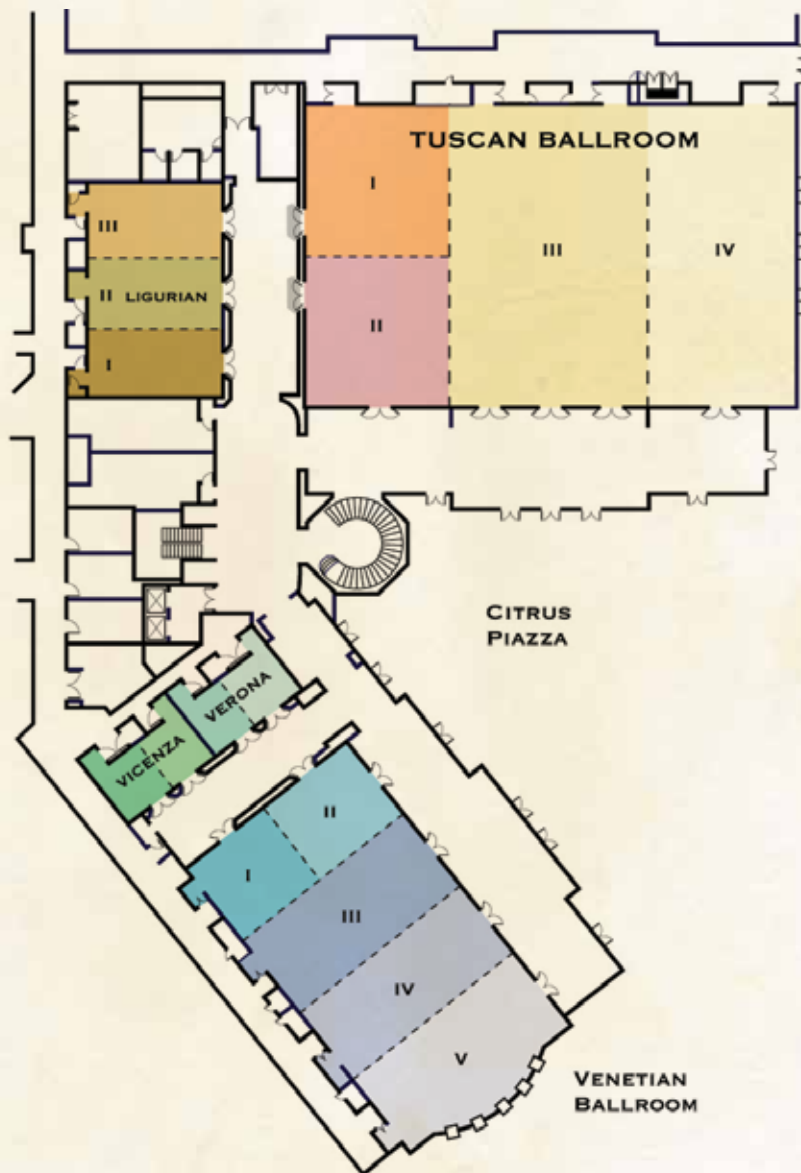 TUSCAN BALLROOM
I
III
IV
II
III
II LIGURIAN
I
CITRUS
PIAZZA
VERONA
VICENZA
II
I
III
IV
V
VENETIAN
BALLROOM